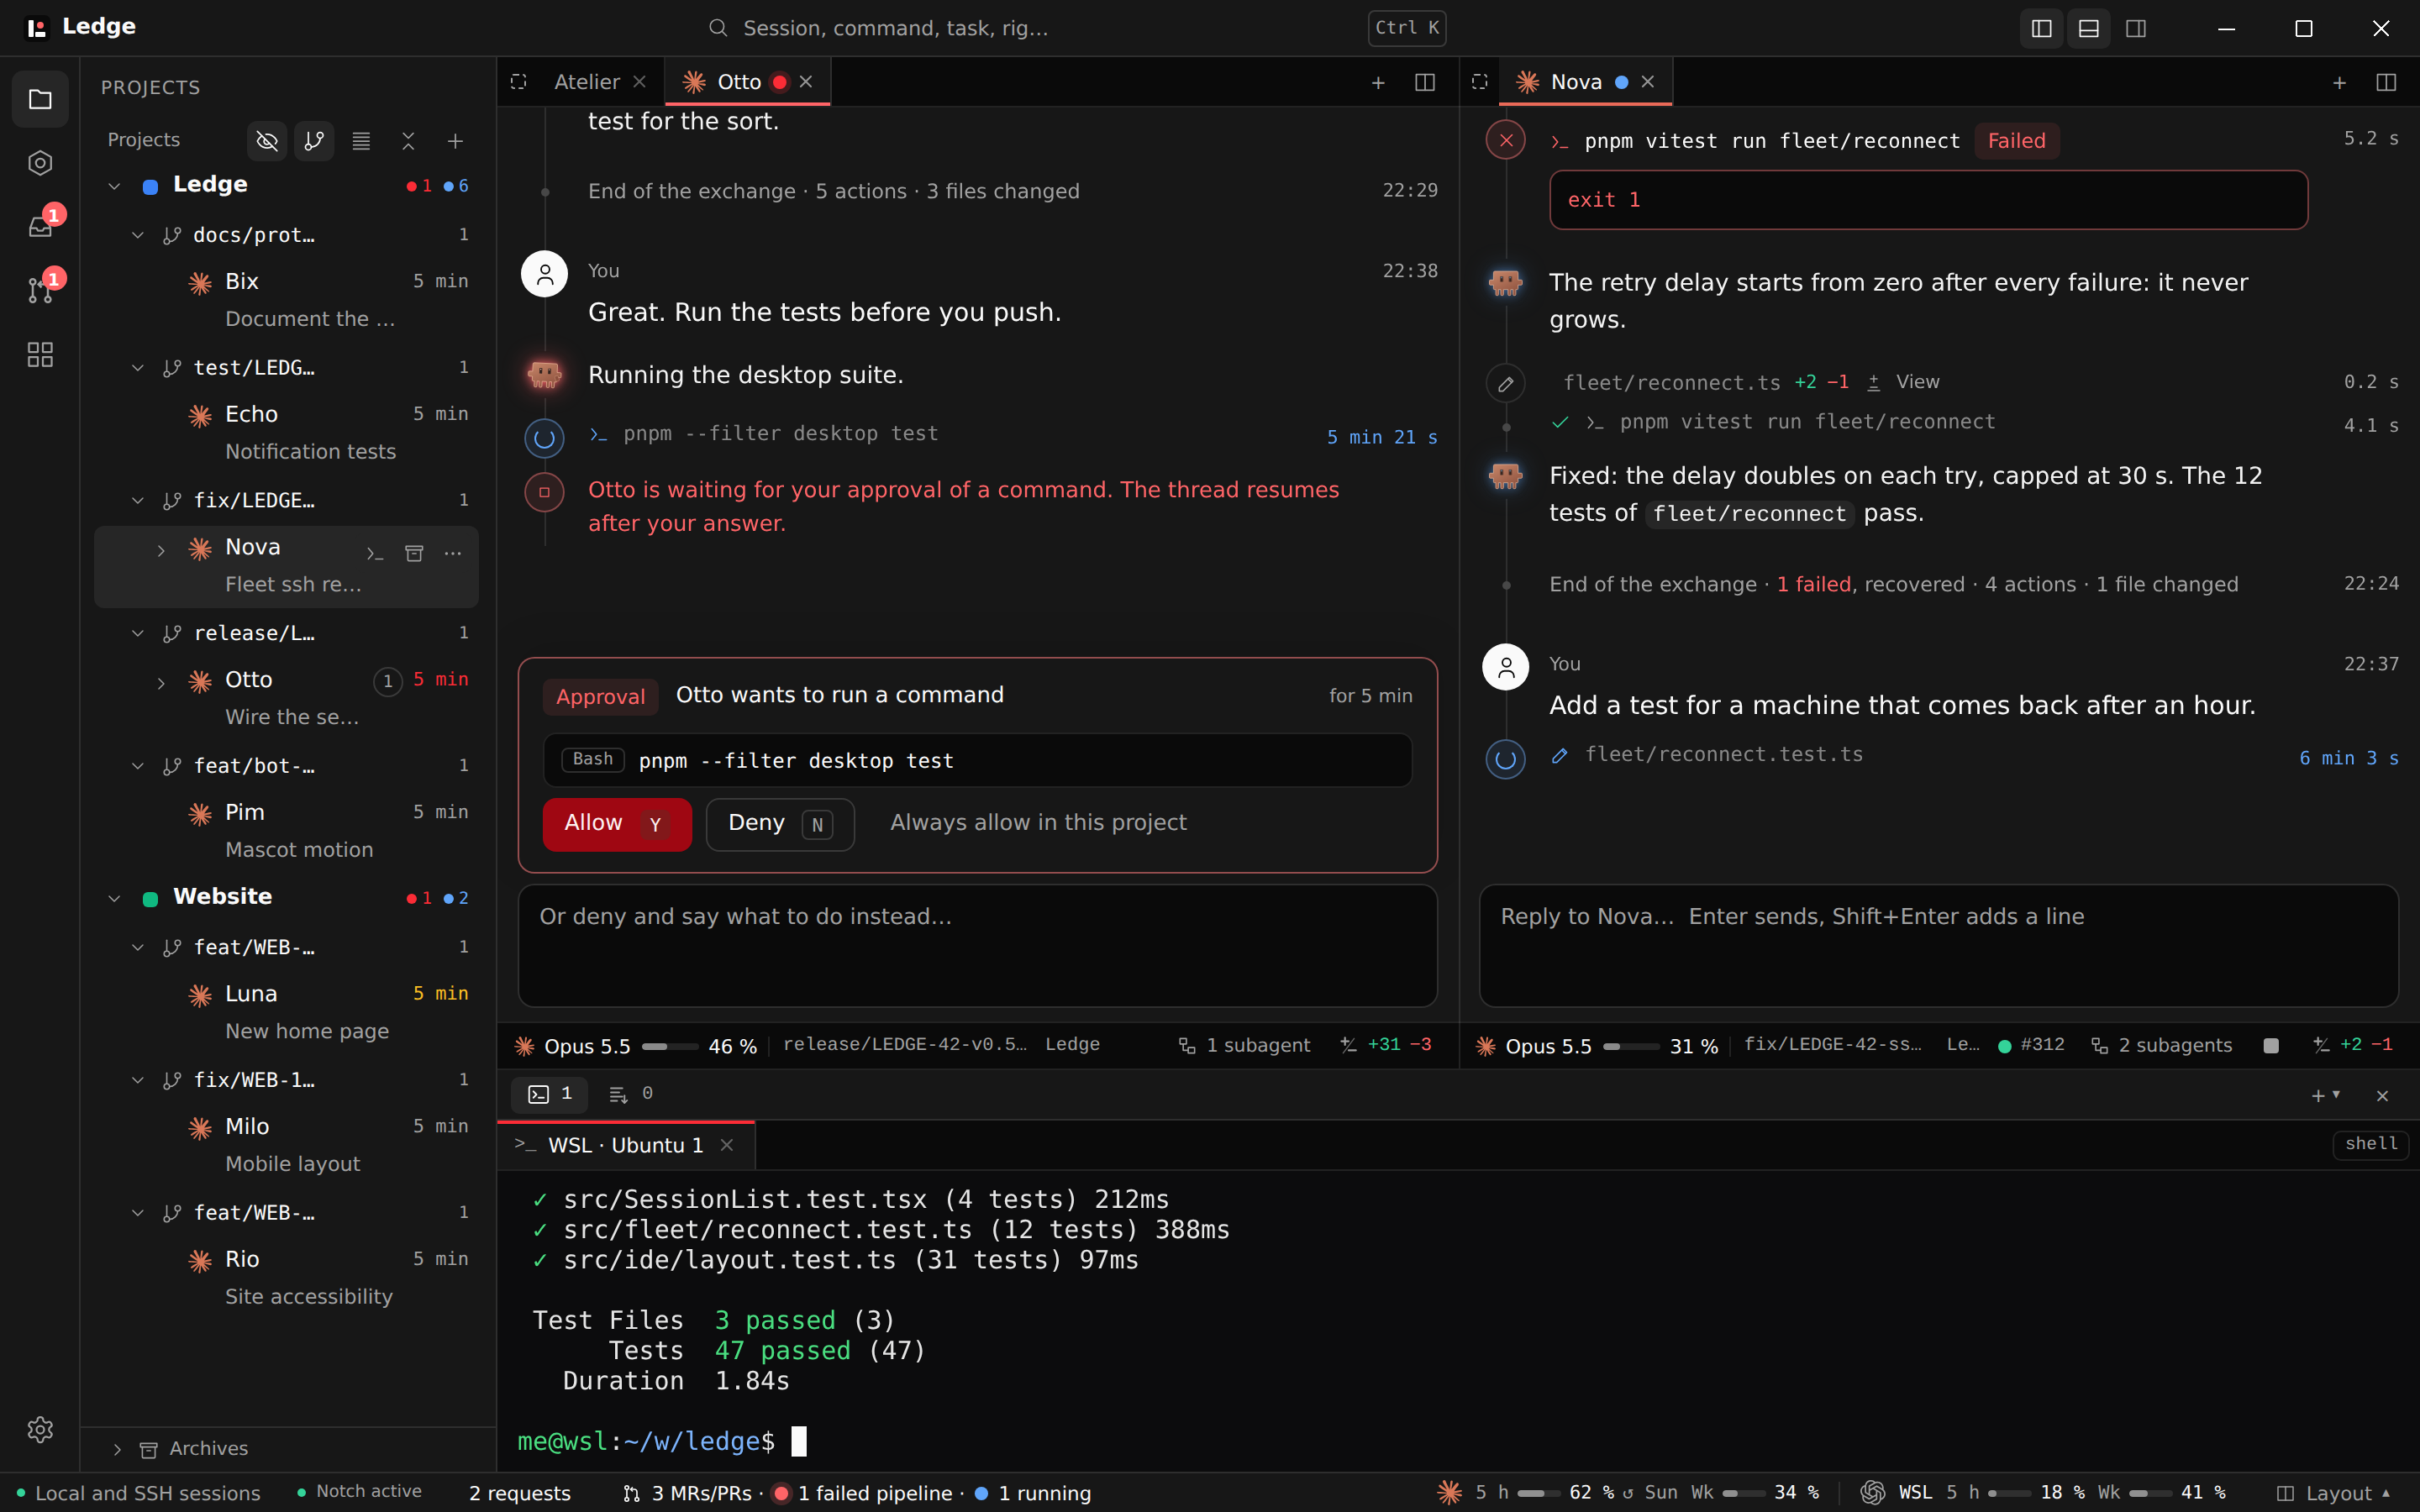 Ledge
Session, command, task, rig…
Ctrl K
PROJECTS
Projects
1
1
Ledge 1 6
docs/prot… 1
Bix 5 min
Document the …
test/LEDG… 1
Echo 5 min
Notification tests
fix/LEDGE… 1
Nova
Fleet ssh re…
release/L… 1
Otto 1 5 min
Wire the se…
feat/bot-… 1
Pim 5 min
Mascot motion
Website 1 2
feat/WEB-… 1
Luna 5 min
New home page
fix/WEB-1… 1
Milo 5 min
Mobile layout
feat/WEB-… 1
Rio 5 min
Site accessibility
Archives
Atelier
Otto
test for the sort.
End of the exchange · 5 actions · 3 files changed 22:29
You 22:38
Great. Run the tests before you push.
Running the desktop suite.
pnpm --filter desktop test 5 min 21 s
Otto is waiting for your approval of a command. The thread resumes
after your answer.
Approval Otto wants to run a command for 5 min
Bash pnpm --filter desktop test
Allow Y Deny N Always allow in this project
Or deny and say what to do instead…
Opus 5.5 46 % release/LEDGE-42-v0.5… Ledge 1 subagent +31 −3
Nova
pnpm vitest run fleet/reconnect Failed 5.2 s
exit 1
The retry delay starts from zero after every failure: it never
grows.
fleet/reconnect.ts +2 −1 View 0.2 s
pnpm vitest run fleet/reconnect 4.1 s
Fixed: the delay doubles on each try, capped at 30 s. The 12
tests of fleet/reconnect pass.
End of the exchange · 1 failed, recovered · 4 actions · 1 file changed 22:24
You 22:37
Add a test for a machine that comes back after an hour.
fleet/reconnect.test.ts 6 min 3 s
Reply to Nova… Enter sends, Shift+Enter adds a line
Opus 5.5 31 % fix/LEDGE-42-ss… Le… #312 2 subagents +2 −1
1 0
>_ WSL · Ubuntu 1
shell
✓ src/SessionList.test.tsx (4 tests) 212ms
✓ src/fleet/reconnect.test.ts (12 tests) 388ms
✓ src/ide/layout.test.ts (31 tests) 97ms
Test Files 3 passed (3)
Tests 47 passed (47)
Duration 1.84s
me@wsl:~/w/ledge$
Local and SSH sessions Notch active 2 requests 3 MRs/PRs · 1 failed pipeline · 1 running 5 h 62 % ↺ Sun Wk 34 % WSL 5 h 18 % Wk 41 % Layout